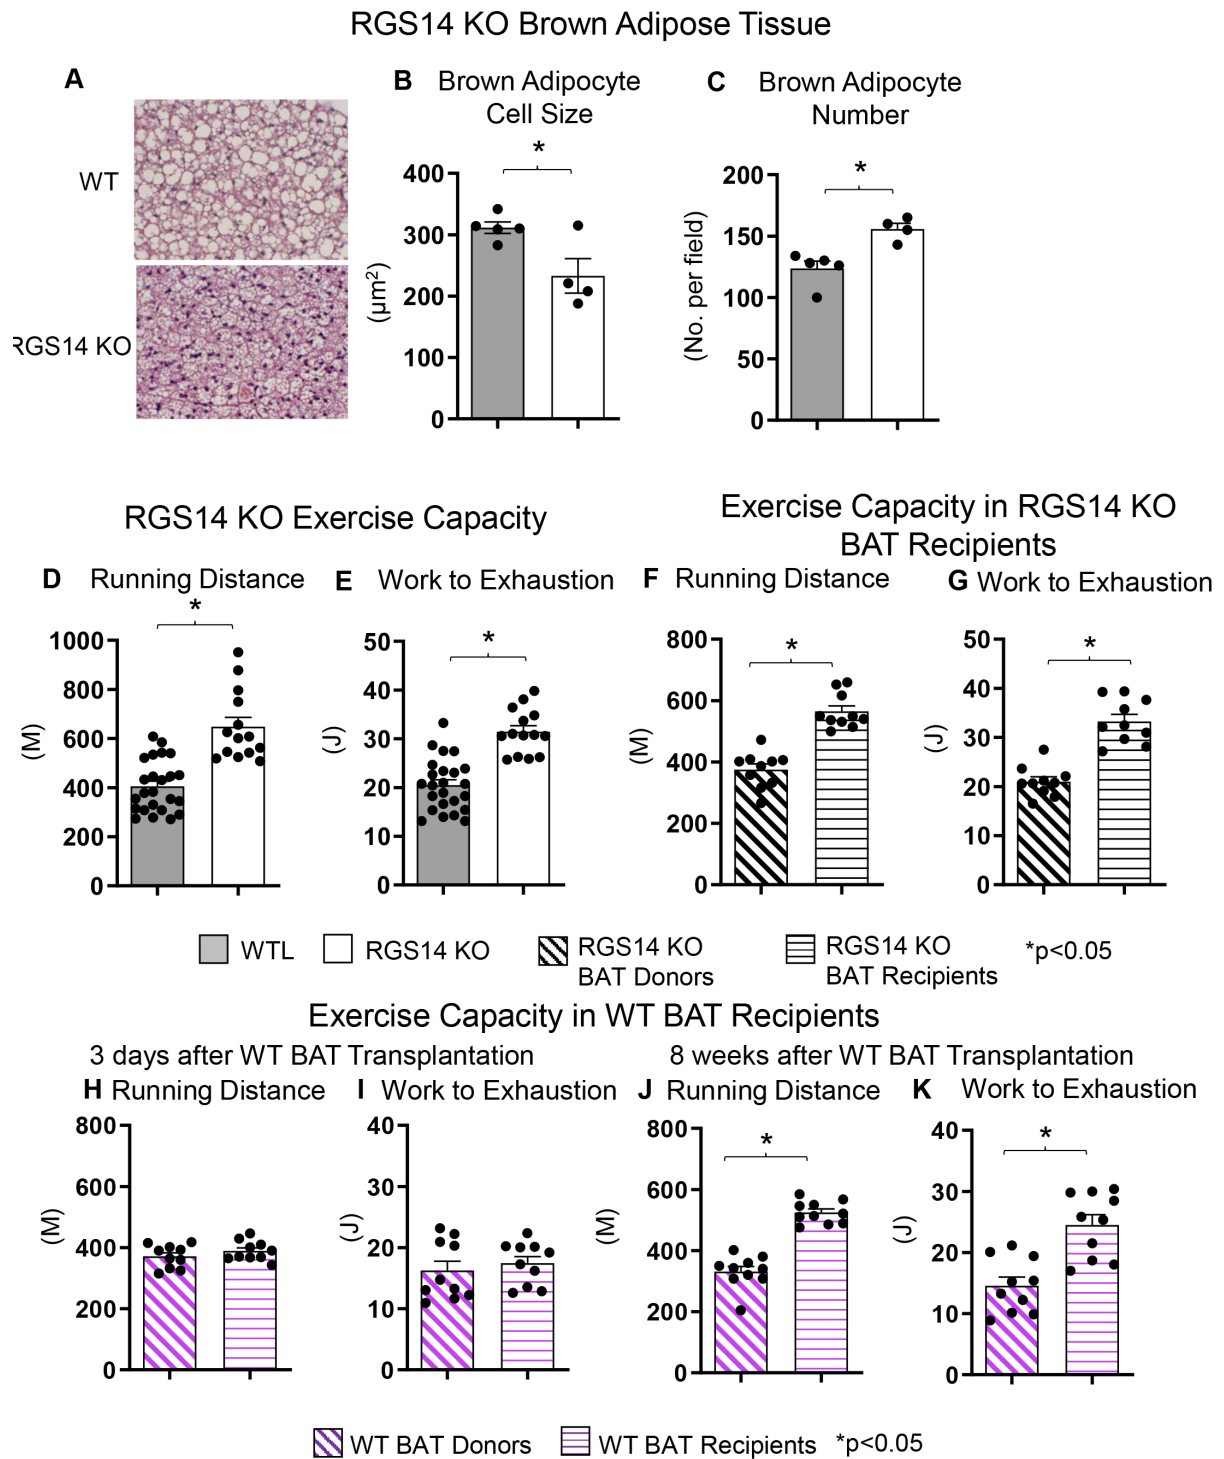 RGS14 KO Brown Adipose Tissue
A
WT
RGS14 KO
B Brown Adipocyte
Cell Size
*
400
300
200
100
0
(µm²)
C Brown Adipocyte
Number
*
200
150
100
50
0
(No. per field)
RGS14 KO Exercise Capacity
D Running Distance
*
1000
800
600
400
200
0
(M)
E Work to Exhaustion
*
50
40
30
20
10
0
(J)
Exercise Capacity in RGS14 KO
BAT Recipients
F Running Distance
*
800
600
400
200
0
(M)
G Work to Exhaustion
*
50
40
30
20
10
0
(J)
WTL
RGS14 KO
RGS14 KO
BAT Donors
RGS14 KO
BAT Recipients
*p<0.05
Exercise Capacity in WT BAT Recipients
3 days after WT BAT Transplantation
H Running Distance
800
600
400
200
0
(M)
I Work to Exhaustion
40
30
20
10
0
(J)
8 weeks after WT BAT Transplantation
J Running Distance
*
800
600
400
200
0
(M)
K Work to Exhaustion
*
40
30
20
10
0
(J)
WT BAT Donors
WT BAT Recipients
*p<0.05